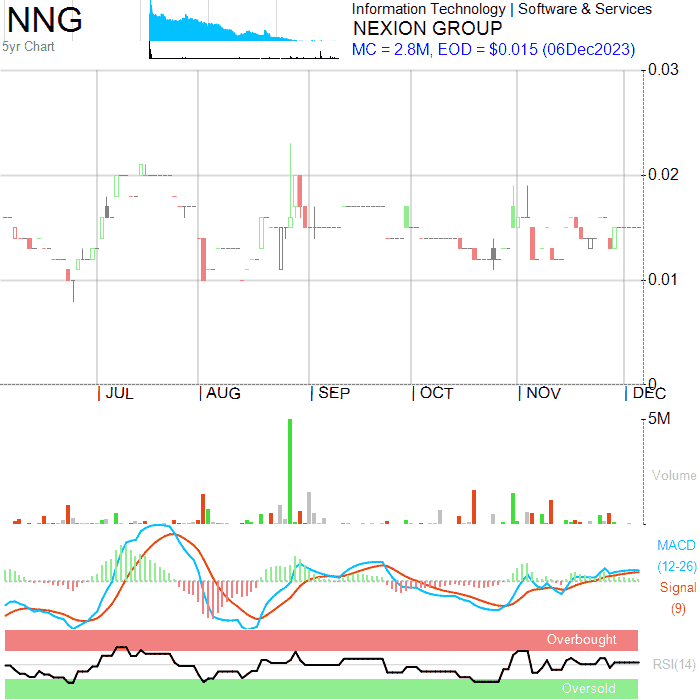 NNG
5yr Chart
Information Technology | Software & Services
NEXION GROUP
MC = 2.8M, EOD = $0.015 (06Dec2023)
0.03
0.02
0.01
0
JUL
AUG
SEP
OCT
NOV
DEC
5M
Volume
MACD
(12-26)
Signal
(9)
Overbought
RSI(14)
Oversold